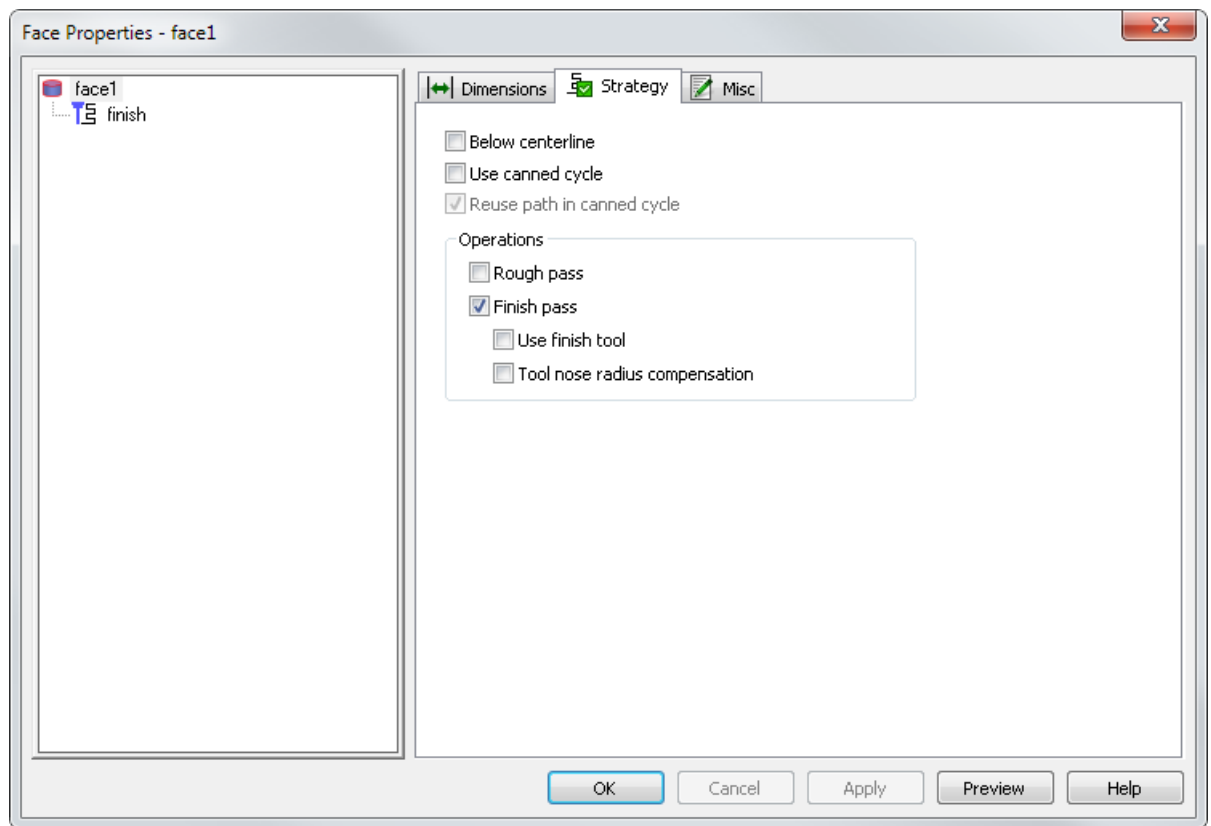 Face Properties - face1
face1
finish
Dimensions Strategy Misc
Below centerline
Use canned cycle
Reuse path in canned cycle
Operations
Rough pass
Finish pass
Use finish tool
Tool nose radius compensation
OK Cancel Apply Preview Help